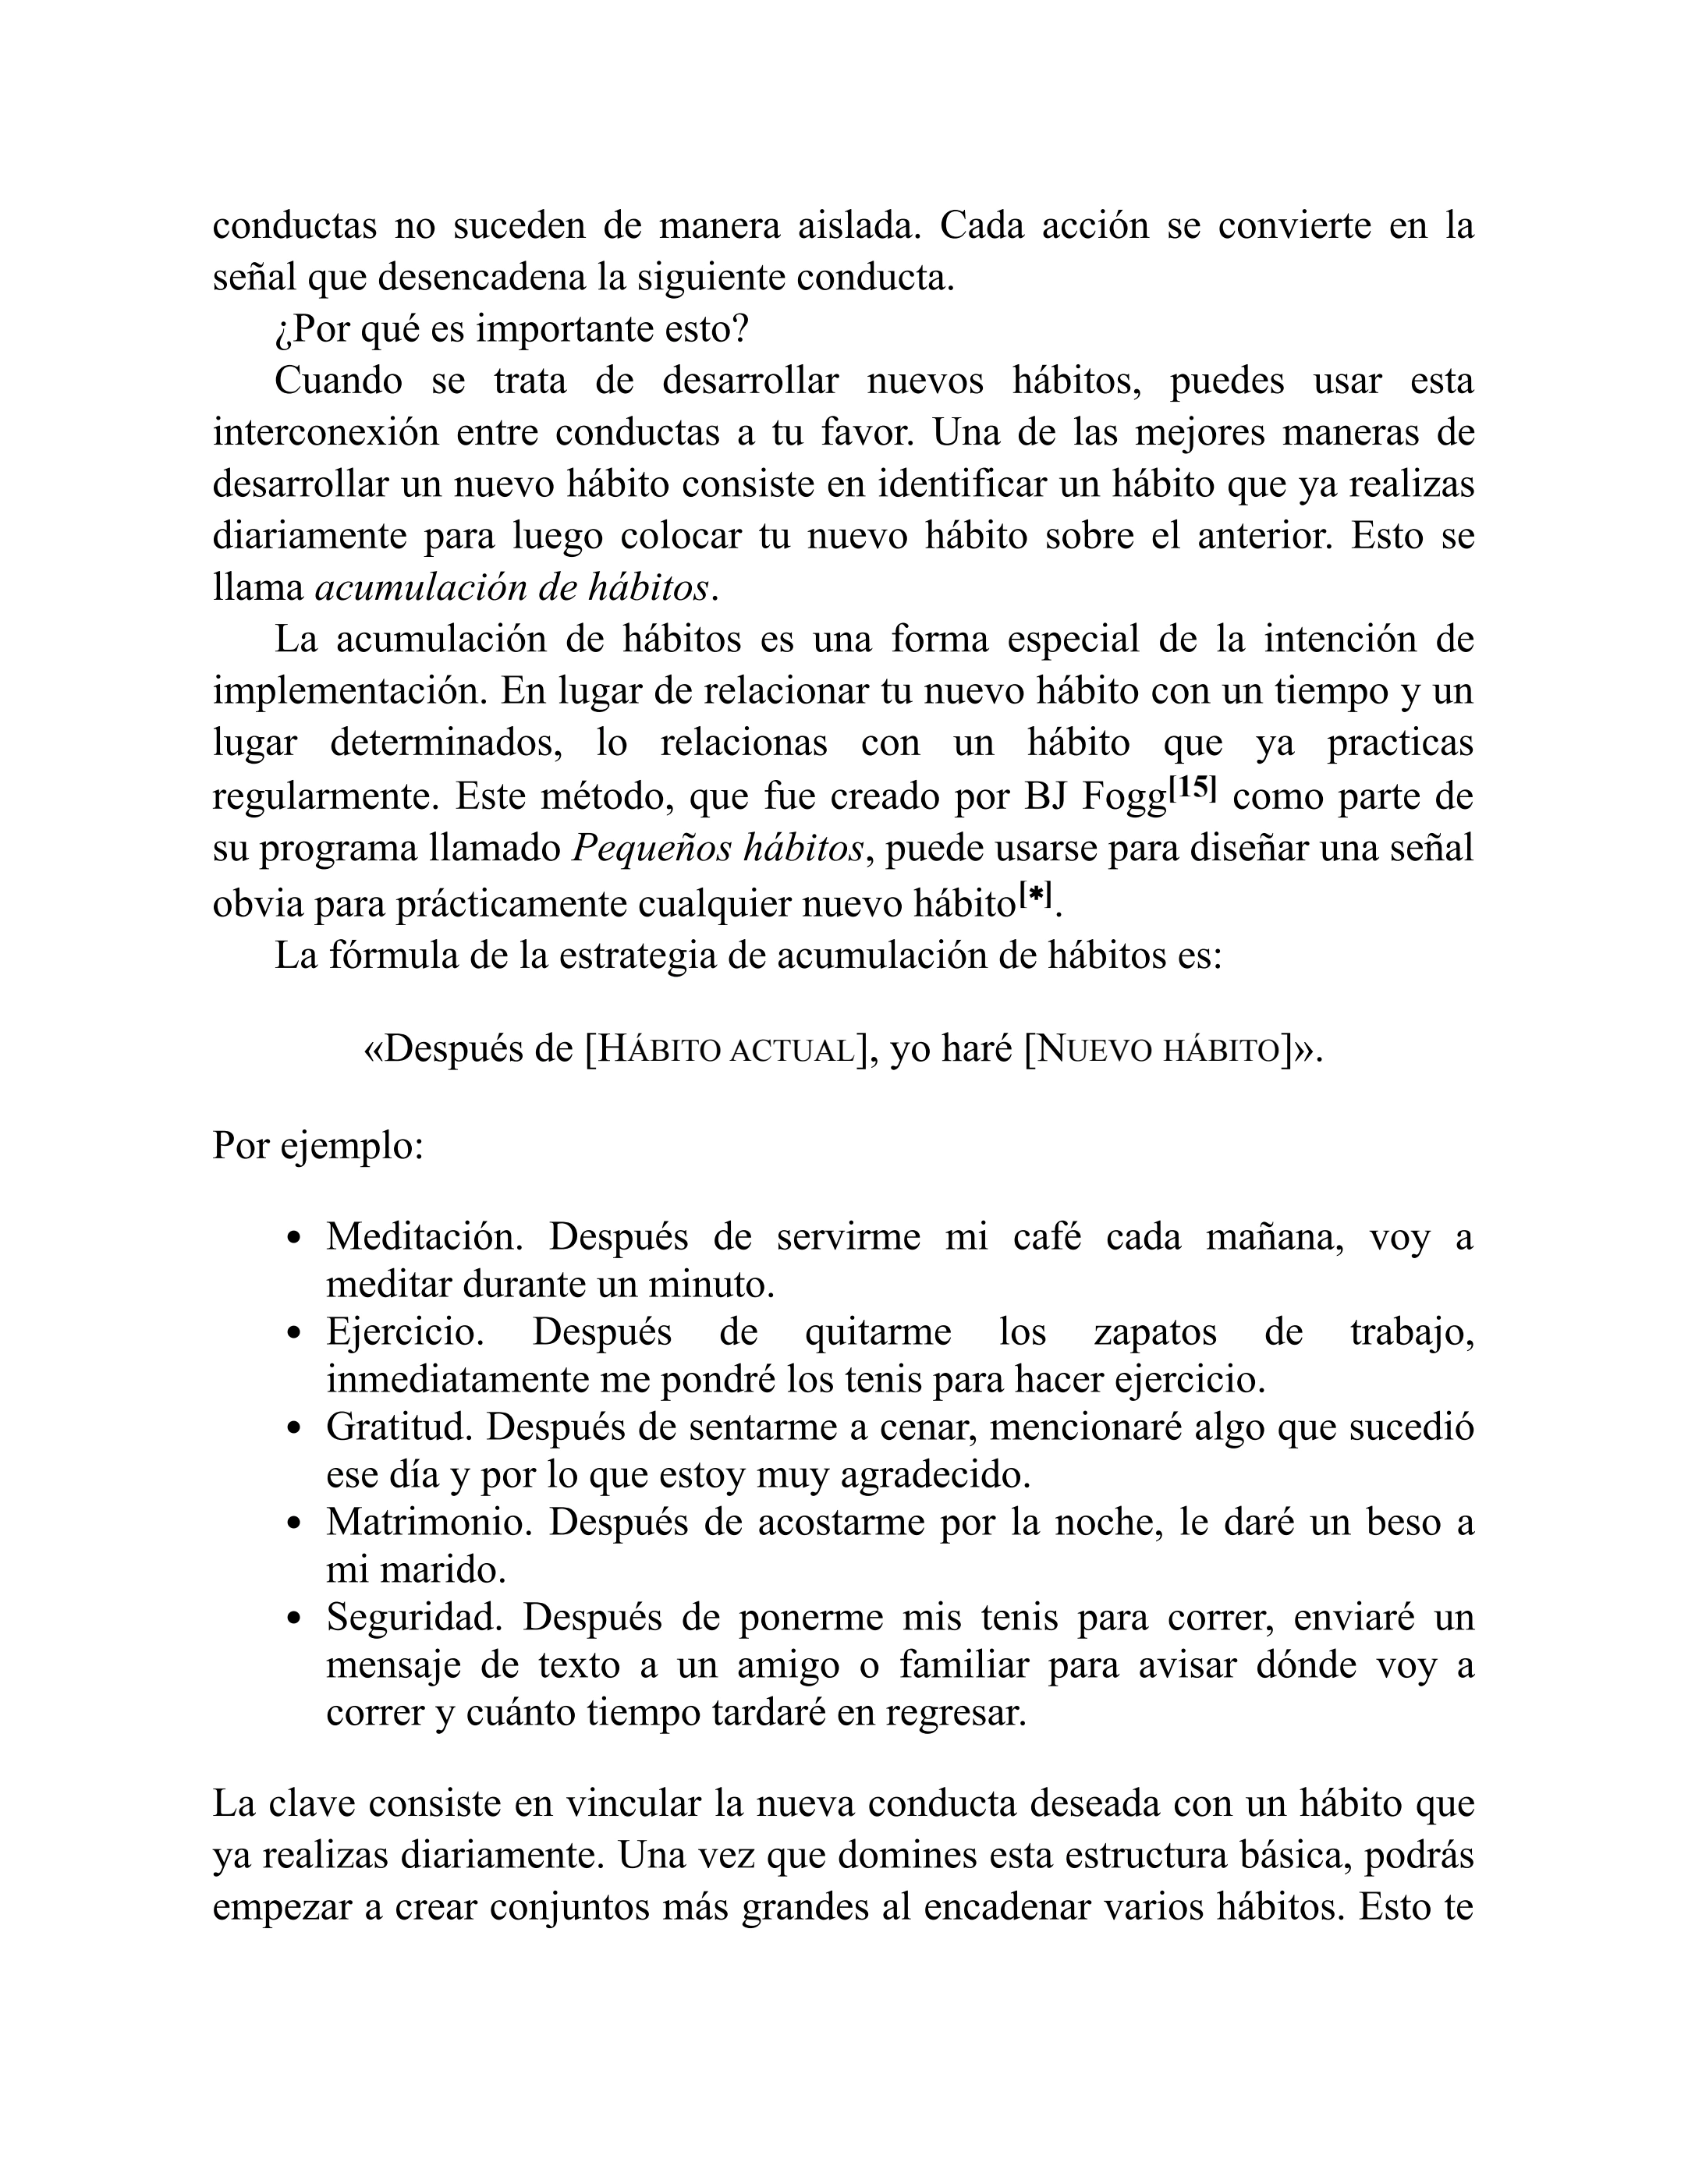 conductas no suceden de manera aislada. Cada acción se convierte en la
señal que desencadena la siguiente conducta.
¿Por qué es importante esto?
Cuando se trata de desarrollar nuevos hábitos, puedes usar esta
interconexión entre conductas a tu favor. Una de las mejores maneras de
desarrollar un nuevo hábito consiste en identificar un hábito que ya realizas
diariamente para luego colocar tu nuevo hábito sobre el anterior. Esto se
llama acumulación de hábitos.
La acumulación de hábitos es una forma especial de la intención de
implementación. En lugar de relacionar tu nuevo hábito con un tiempo y un
lugar determinados, lo relacionas con un hábito que ya practicas
regularmente. Este método, que fue creado por BJ Fogg[15] como parte de
su programa llamado Pequeños hábitos, puede usarse para diseñar una señal
obvia para prácticamente cualquier nuevo hábito[*].
La fórmula de la estrategia de acumulación de hábitos es:
«Después de [HÁBITO ACTUAL], yo haré [NUEVO HÁBITO]».
Por ejemplo:
• Meditación. Después de servirme mi café cada mañana, voy a
meditar durante un minuto.
• Ejercicio. Después de quitarme los zapatos de trabajo,
inmediatamente me pondré los tenis para hacer ejercicio.
• Gratitud. Después de sentarme a cenar, mencionaré algo que sucedió
ese día y por lo que estoy muy agradecido.
• Matrimonio. Después de acostarme por la noche, le daré un beso a
mi marido.
• Seguridad. Después de ponerme mis tenis para correr, enviaré un
mensaje de texto a un amigo o familiar para avisar dónde voy a
correr y cuánto tiempo tardaré en regresar.
La clave consiste en vincular la nueva conducta deseada con un hábito que
ya realizas diariamente. Una vez que domines esta estructura básica, podrás
empezar a crear conjuntos más grandes al encadenar varios hábitos. Esto te